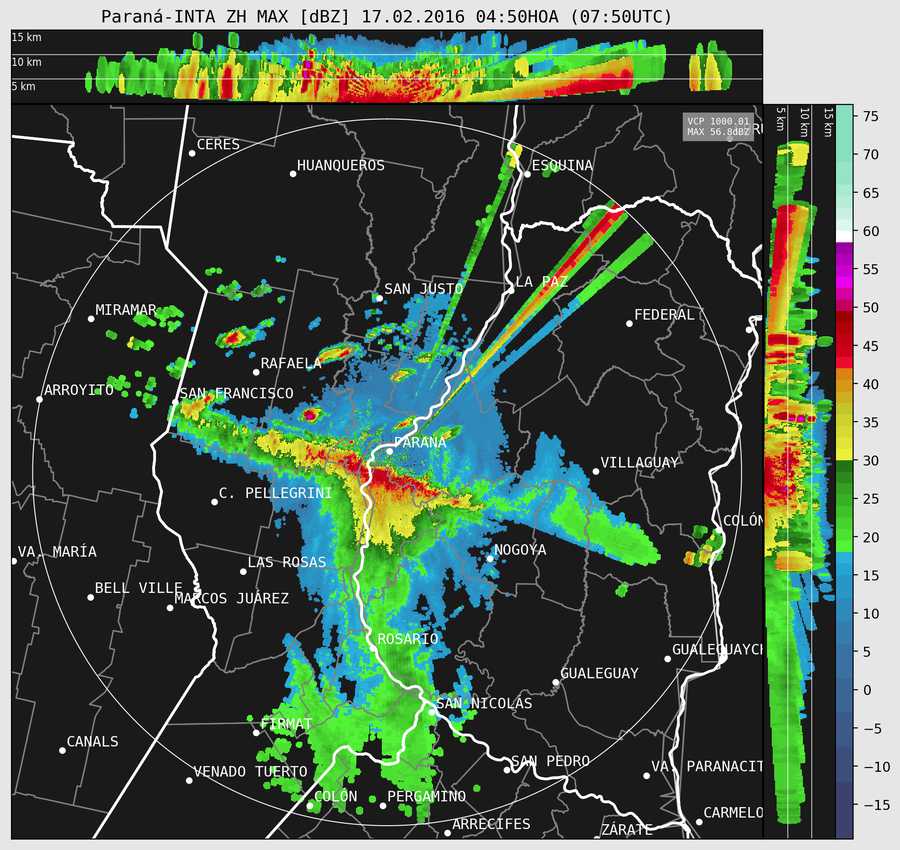 Paraná-INTA ZH MAX [dBZ] 17.02.2016 04:50HOA (07:50UTC)
15 km
10 km
5 km
5 km
10 km
15 km
VCP 1000.01
MAX 56.8dBZ
CERES
HUANQUEROS
ESQUINA
SAN JUSTO
LA PAZ
MIRAMAR
FEDERAL
RAFAELA
ARROYITO
SAN FRANCISCO
PARANA
VILLAGUAY
C. PELLEGRINI
COLÓN
VA. MARÍA
NOGOYA
LAS ROSAS
BELL VILLE
MARCOS JUÁREZ
ROSARIO
GUALEGUAYCH
GUALEGUAY
SAN NICOLÁS
FIRMAT
CANALS
SAN PEDRO
VENADO TUERTO
VA. PARANACIT
COLÓN
PERGAMINO
CARMELO
ARRECIFES
ZÁRATE
75
70
65
60
55
50
45
40
35
30
25
20
15
10
5
0
−5
−10
−15